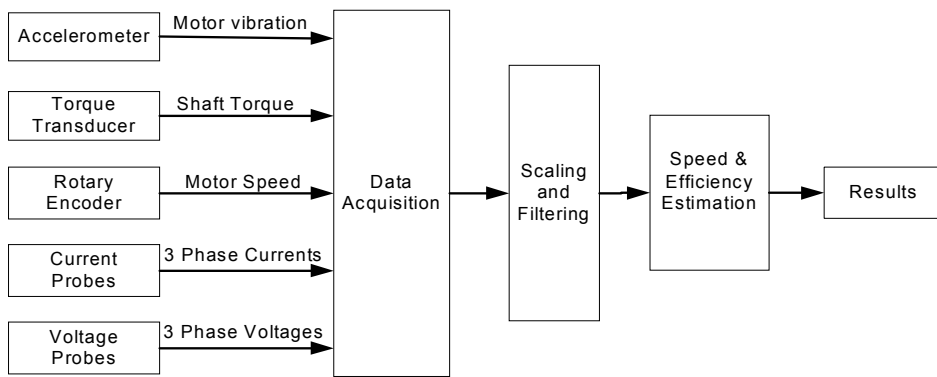 Accelerometer
Motor vibration
Torque
Transducer
Shaft Torque
Rotary
Encoder
Motor Speed
Current
Probes
3 Phase Currents
Voltage
Probes
3 Phase Voltages
Data
Acquisition
Scaling
and
Filtering
Speed &
Efficiency
Estimation
Results